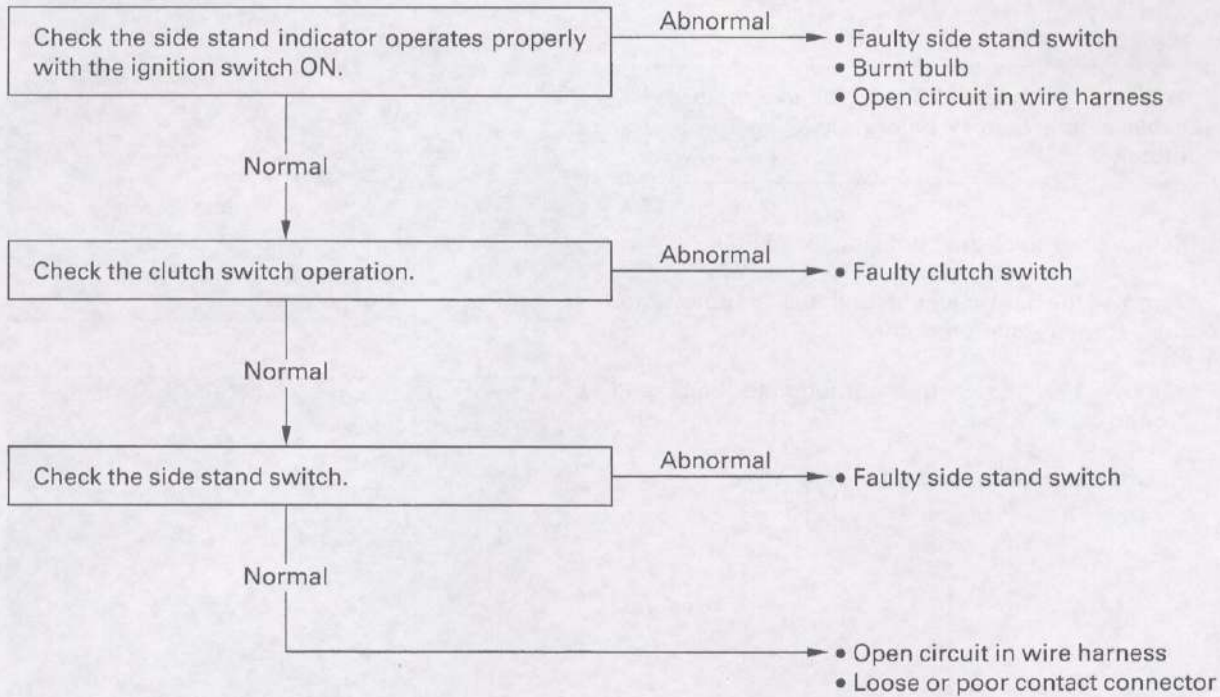 Check the side stand indicator operates properly
with the ignition switch ON.
Abnormal
• Faulty side stand switch
• Burnt bulb
• Open circuit in wire harness
Normal
Check the clutch switch operation.
Abnormal
• Faulty clutch switch
Normal
Check the side stand switch.
Abnormal
• Faulty side stand switch
Normal
• Open circuit in wire harness
• Loose or poor contact connector